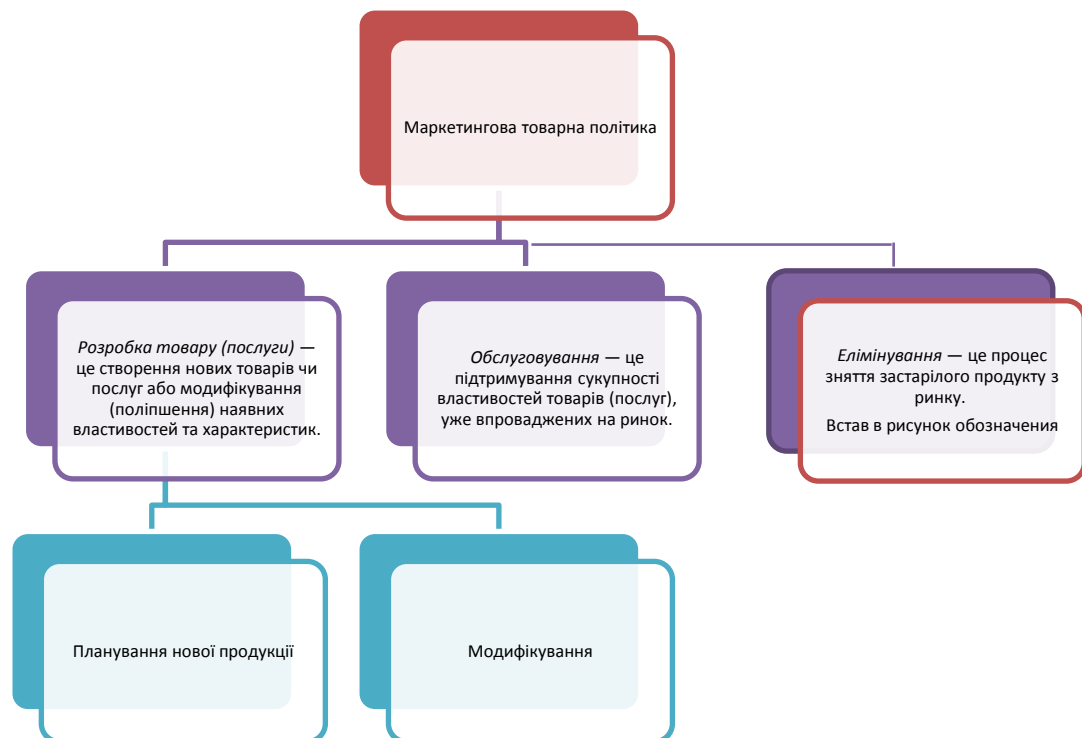 Маркетингова товарна політика
Розробка товару (послуги) —
це створення нових товарів чи
послуг або модифікування
(поліпшення) наявних
властивостей та характеристик.
Обслуговування — це
підтримування сукупності
властивостей товарів (послуг),
уже впроваджених на ринок.
Елімінування — це процес
зняття застарілого продукту з
ринку.
Встав в рисунок обозначения
Планування нової продукції
Модифікування